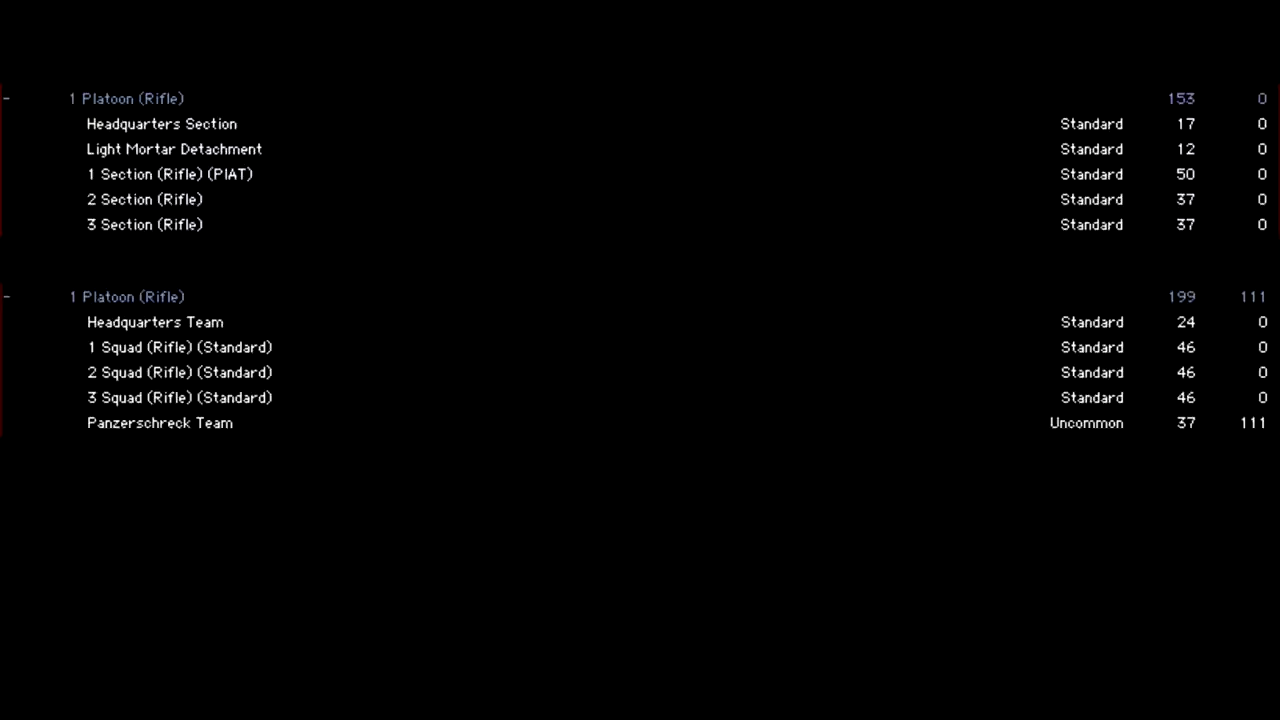 - 1 Platoon (Rifle) 153 0
Headquarters Section Standard 17 0
Light Mortar Detachment Standard 12 0
1 Section (Rifle) (PIAT) Standard 50 0
2 Section (Rifle) Standard 37 0
3 Section (Rifle) Standard 37 0
- 1 Platoon (Rifle) 199 111
Headquarters Team Standard 24 0
1 Squad (Rifle) (Standard) Standard 46 0
2 Squad (Rifle) (Standard) Standard 46 0
3 Squad (Rifle) (Standard) Standard 46 0
Panzerschreck Team Uncommon 37 111